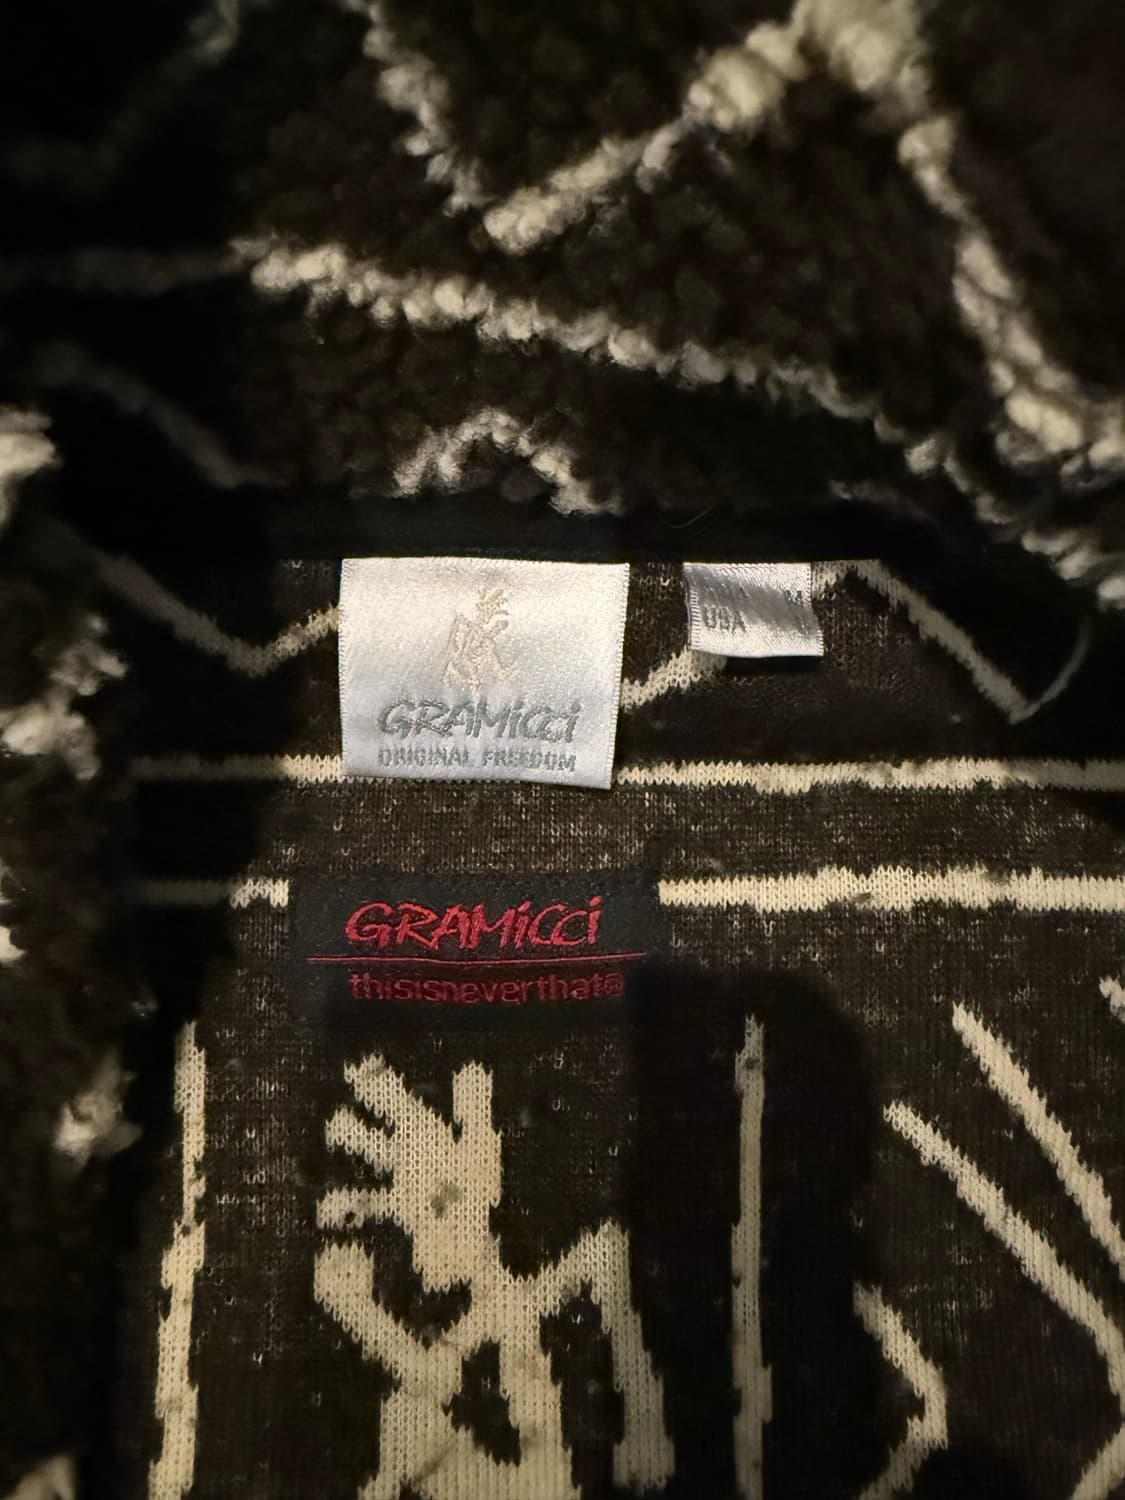 GRAMiCCi
ORIGINAL FREEDOM
USA
GRAMiCCi
thisisneverthat®